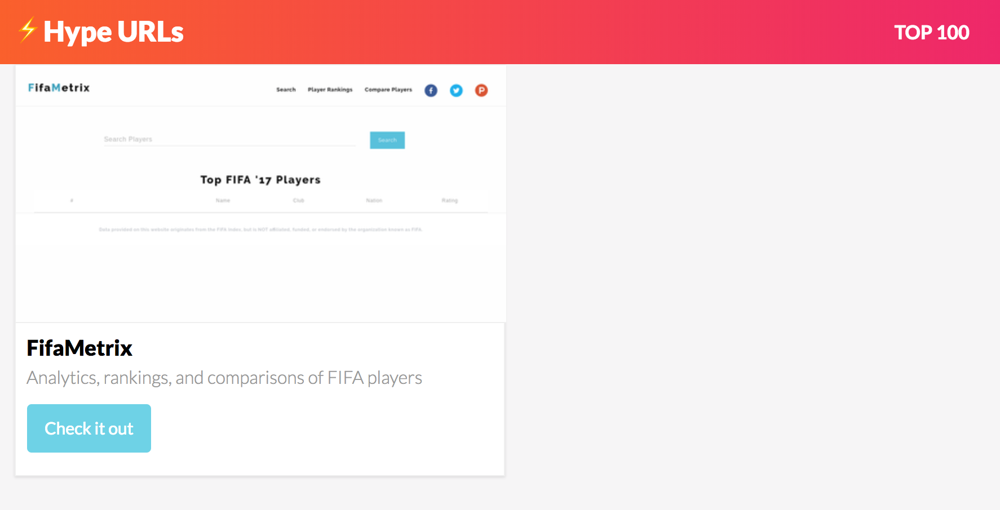 ⚡Hype URLs
TOP 100
FifaMetrix
Search Player Rankings Compare Players
Search Players
Search
Top FIFA '17 Players
# Name Club Nation Rating
Data provided on this website originates from the FIFA Index, but is NOT affiliated, funded, or endorsed by the organization known as FIFA.
FifaMetrix
Analytics, rankings, and comparisons of FIFA players
Check it out